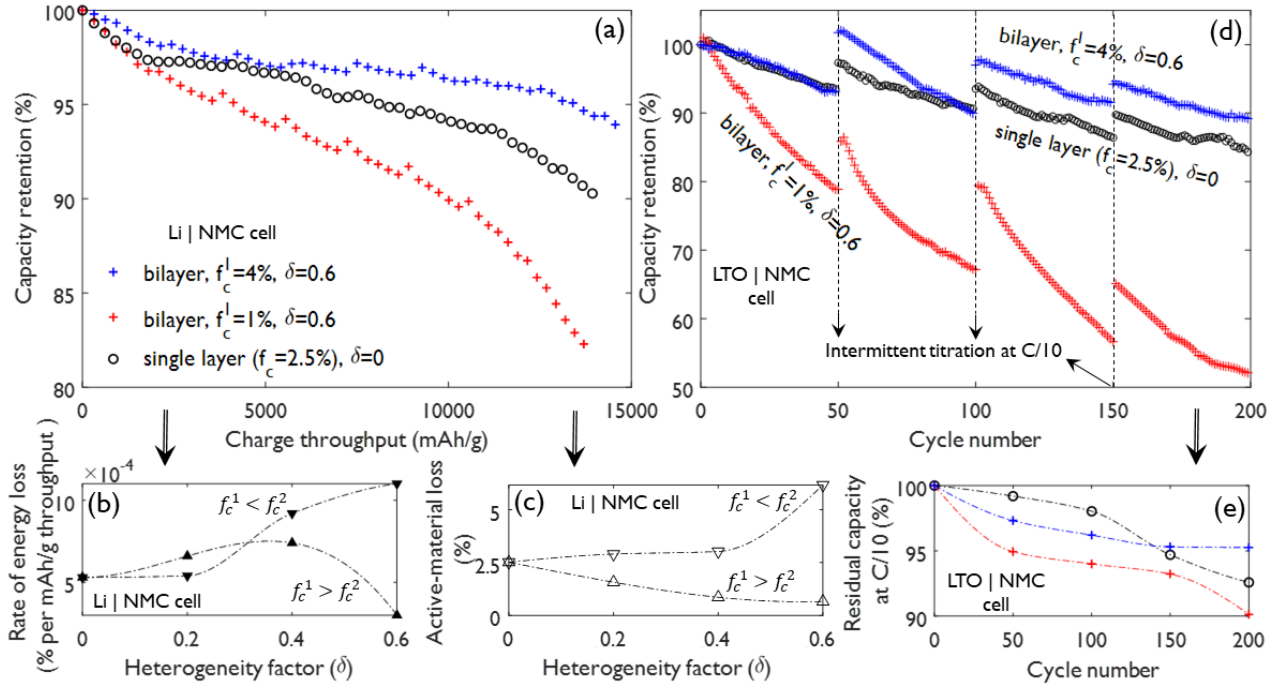 (a)
100
95
90
85
80
Capacity retention (%)
Li | NMC cell
bilayer, f_c^l=4%, δ=0.6
bilayer, f_c^l=1%, δ=0.6
single layer (f_c=2.5%), δ=0
0
5000
10000
15000
Charge throughput (mAh/g)
(d)
100
90
80
70
60
50
Capacity retention (%)
bilayer, f_c^l=4%, δ=0.6
single layer (f_c=2.5%), δ=0
bilayer, f_c^l=1%, δ=0.6
LTO | NMC
cell
Intermittent titration at C/10
0
50
100
150
200
Cycle number
(b)
×10^-4
10
5
Rate of energy loss
(% per mAh/g throughput)
f_c^1 < f_c^2
f_c^1 > f_c^2
Li | NMC cell
0
0.2
0.4
0.6
Heterogeneity factor (δ)
(c)
5
2.5
0
Active-material loss
(%)
Li | NMC cell
f_c^1 < f_c^2
f_c^1 > f_c^2
0
0.2
0.4
0.6
Heterogeneity factor (δ)
(e)
100
95
90
Residual capacity
at C/10 (%)
LTO | NMC
cell
0
50
100
150
200
Cycle number